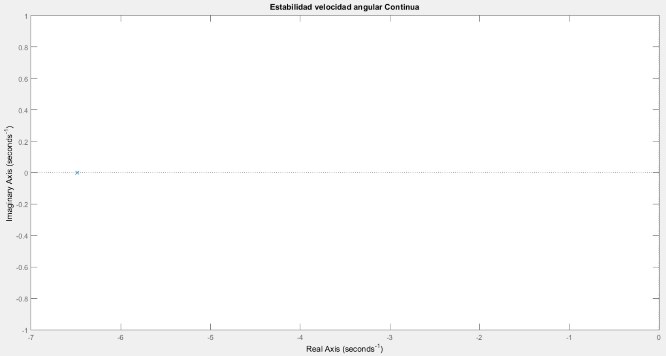 Estabilidad velocidad angular Continua
1
0.8
0.6
0.4
0.2
0
-0.2
-0.4
-0.6
-0.8
-1
Imaginary Axis (seconds⁻¹)
-7 -6 -5 -4 -3 -2 -1 0
Real Axis (seconds⁻¹)